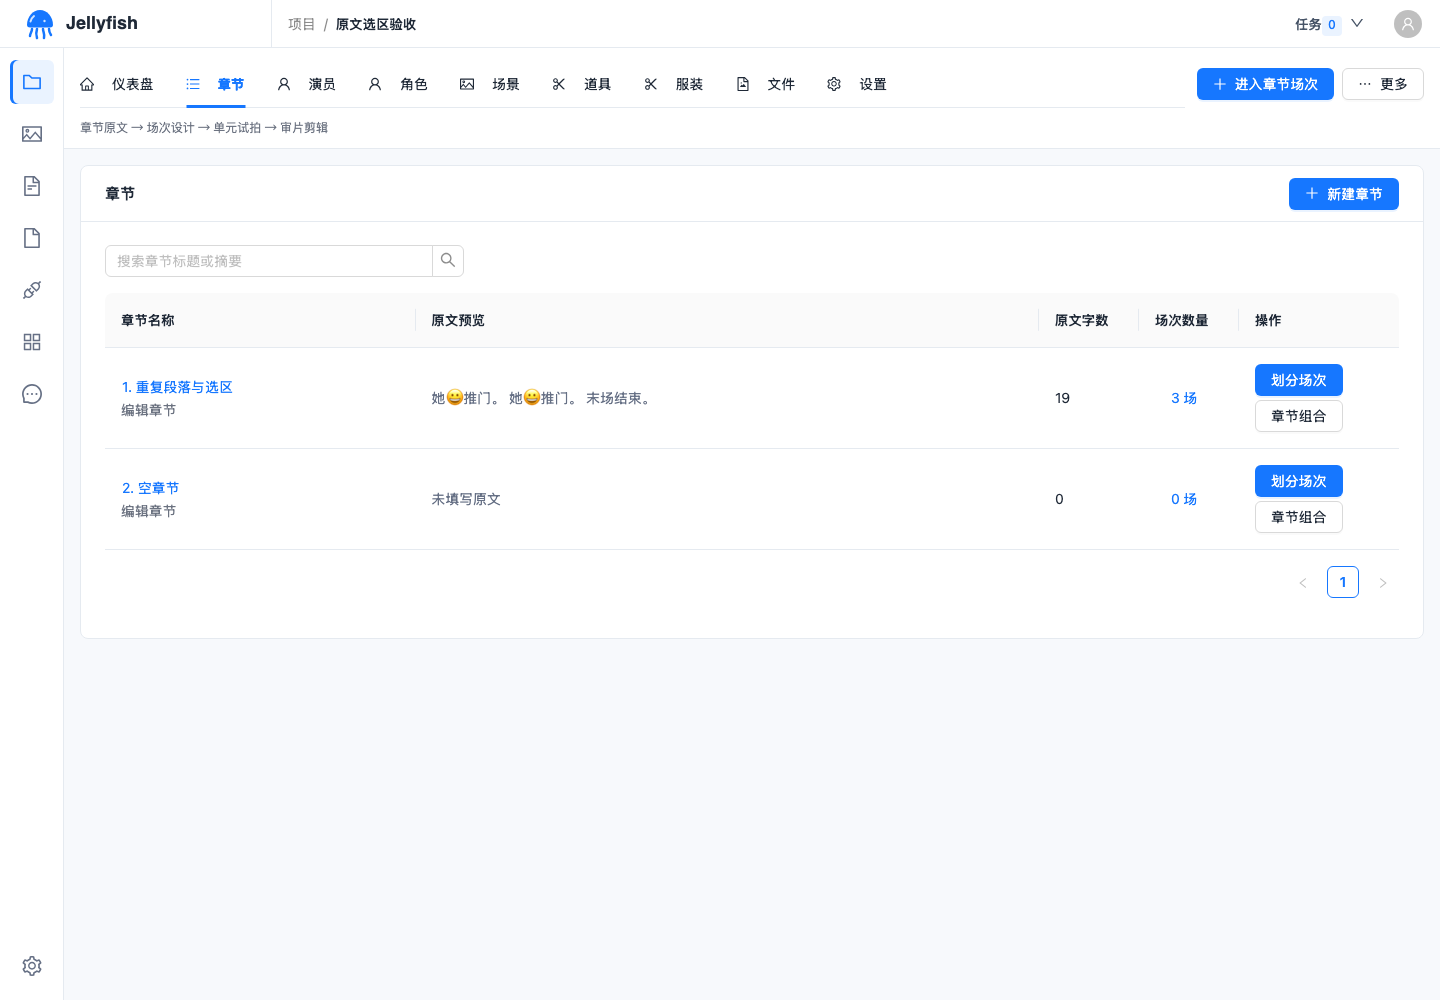 Jellyfish
项目 / 原文选区验收
任务 0
仪表盘 章节 演员 角色 场景 道具 服装 文件 设置
+ 进入章节场次
··· 更多
章节原文 → 场次设计 → 单元试拍 → 审片剪辑
章节
+ 新建章节
搜索章节标题或摘要
章节名称 原文预览 原文字数 场次数量 操作
1. 重复段落与选区
编辑章节
她😀推门。 她😀推门。 末场结束。
19
3 场
划分场次
章节组合
2. 空章节
编辑章节
未填写原文
0
0 场
划分场次
章节组合
< 1 >